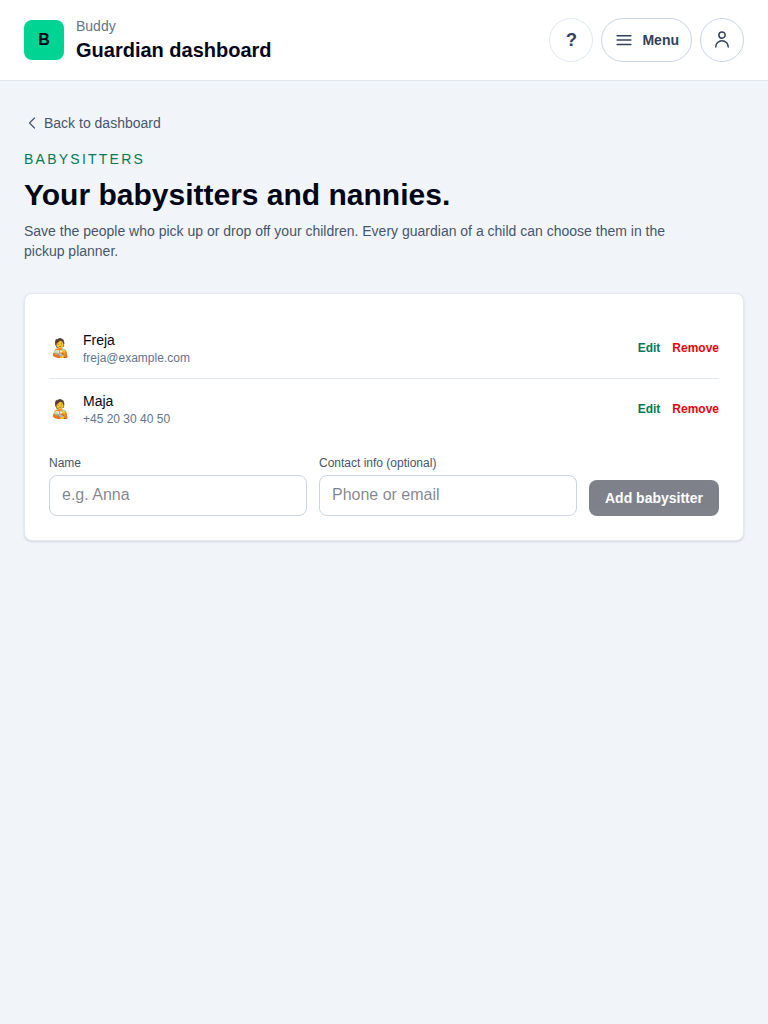 B
Buddy
Guardian dashboard
?
Menu
Back to dashboard
BABYSITTERS
Your babysitters and nannies.
Save the people who pick up or drop off your children. Every guardian of a child can choose them in the
pickup planner.
Freja
freja@example.com
Edit Remove
Maja
+45 20 30 40 50
Edit Remove
Name
Contact info (optional)
e.g. Anna
Phone or email
Add babysitter